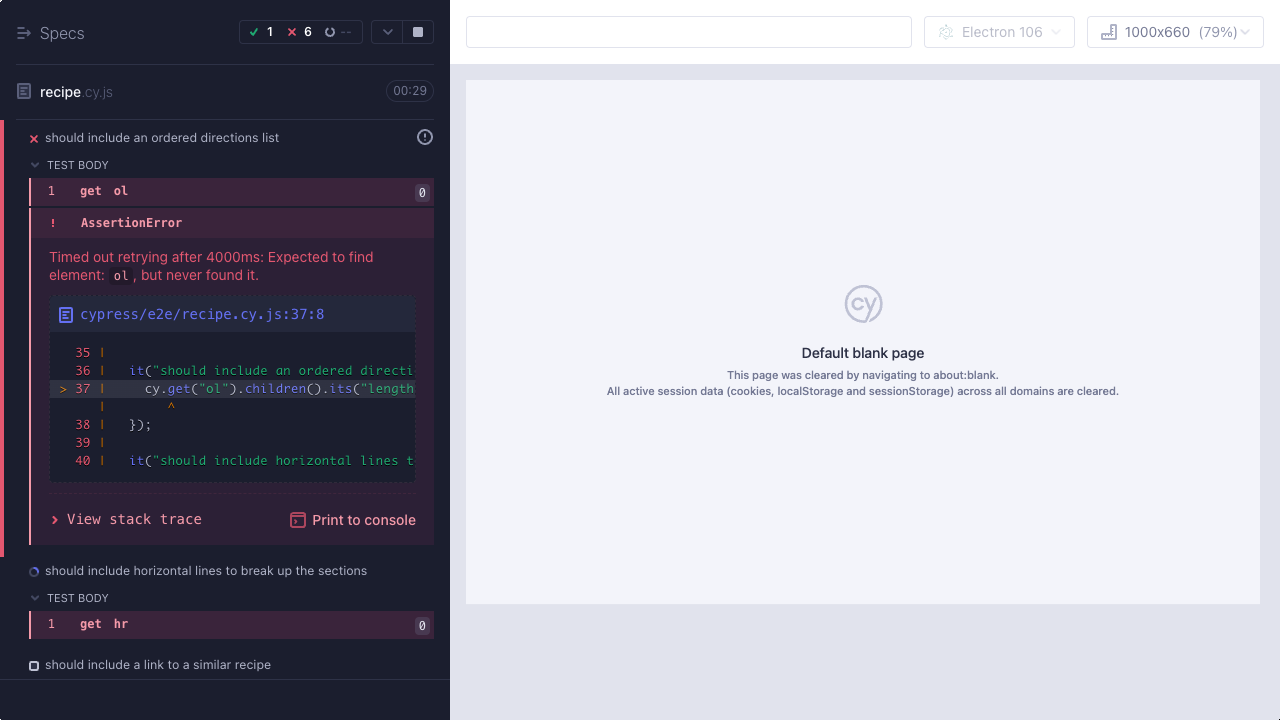 Specs
1 6 --
Electron 106
1000x660 (79%)
recipe.cy.js
00:29
should include an ordered directions list
TEST BODY
1 get ol 0
! AssertionError
Timed out retrying after 4000ms: Expected to find
element: ol, but never found it.
cypress/e2e/recipe.cy.js:37:8
35 |
36 | it("should include an ordered directi
> 37 | cy.get("ol").children().its("length
| ^
38 | });
39 |
40 | it("should include horizontal lines t
View stack trace
Print to console
should include horizontal lines to break up the sections
TEST BODY
1 get hr 0
should include a link to a similar recipe
cy
Default blank page
This page was cleared by navigating to about:blank.
All active session data (cookies, localStorage and sessionStorage) across all domains are cleared.